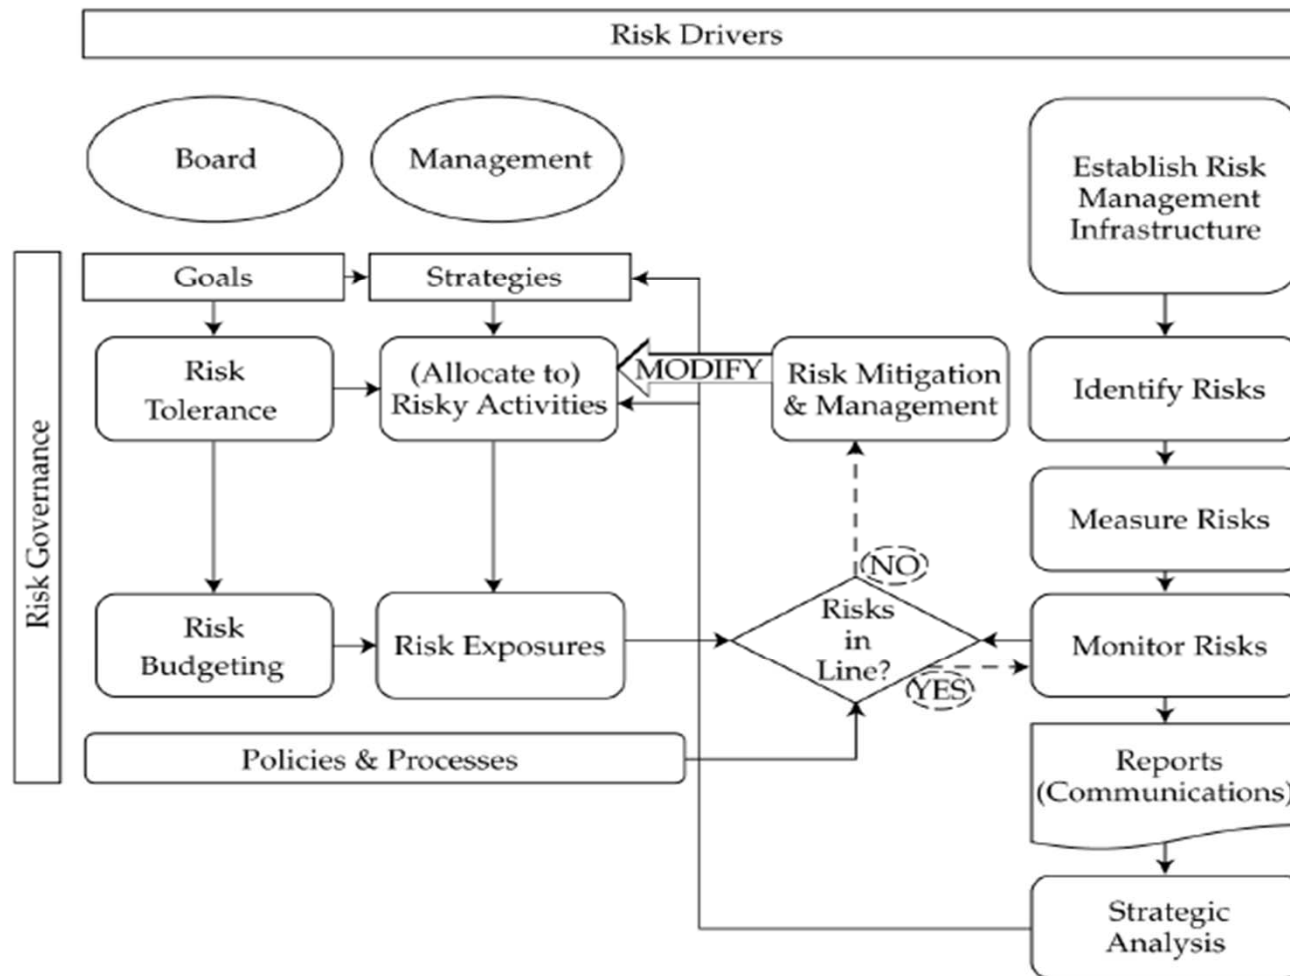 Risk Drivers
Board
Management
Establish Risk
Management
Infrastructure
Risk Governance
Goals
Strategies
Risk
Tolerance
(Allocate to)
Risky Activities
MODIFY
Risk Mitigation
& Management
Identify Risks
Measure Risks
NO
Risk
Budgeting
Risk Exposures
Risks
in
Line?
YES
Monitor Risks
Policies & Processes
Reports
(Communications)
Strategic
Analysis